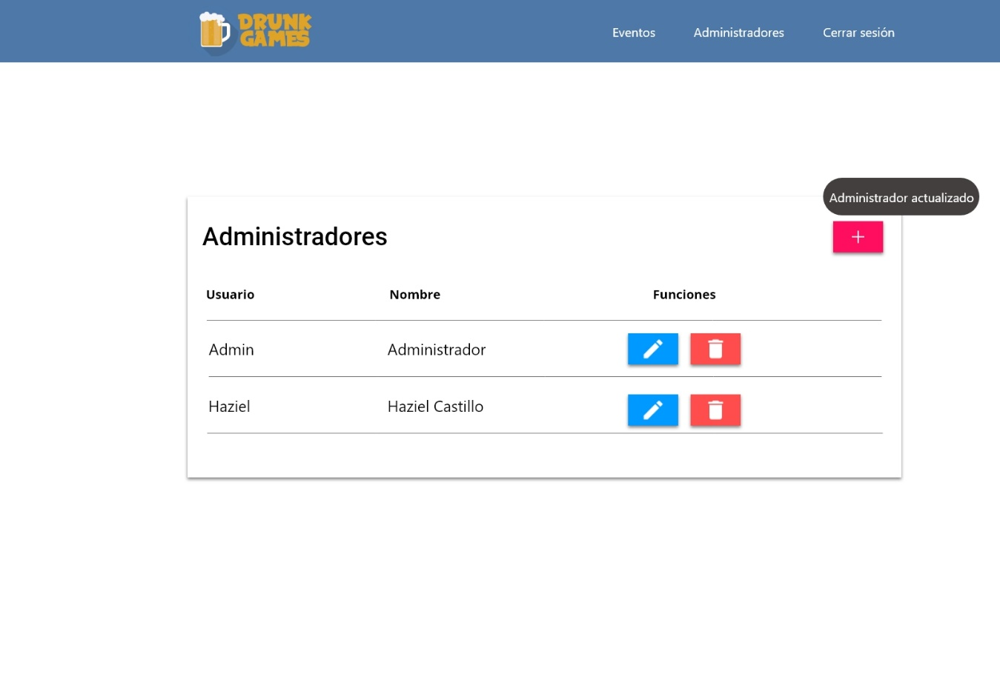 DRUNK
GAMES
Eventos Administradores Cerrar sesión
Administrador actualizado
Administradores
Usuario Nombre Funciones
Admin Administrador
Haziel Haziel Castillo